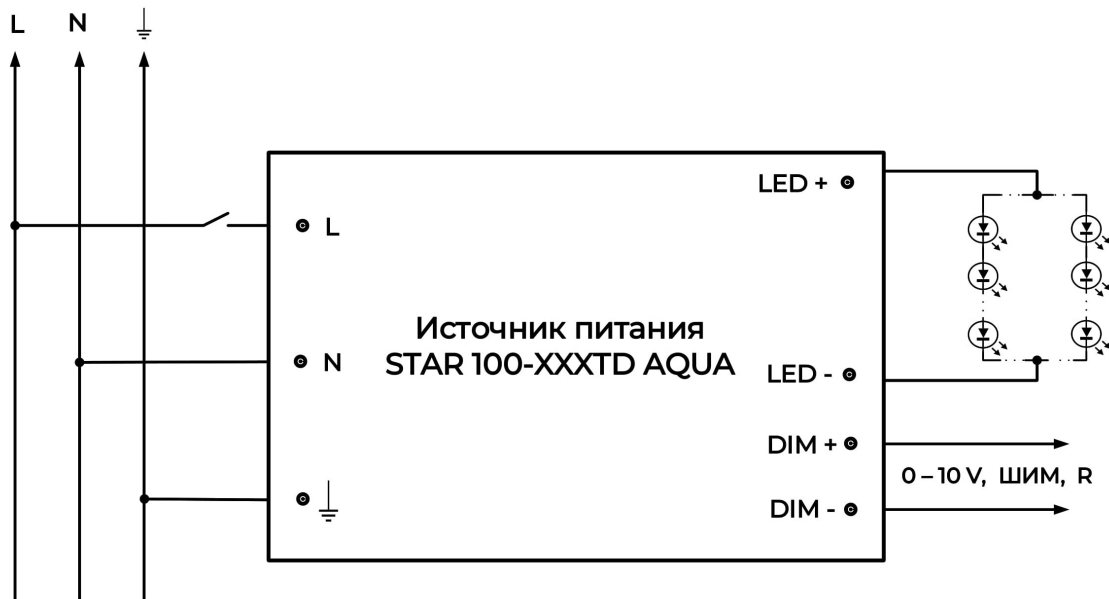 L N
LED +
L
Источник питания
STAR 100-XXXTD AQUA
N
LED -
DIM +
0 – 10 V, ШИМ, R
DIM -